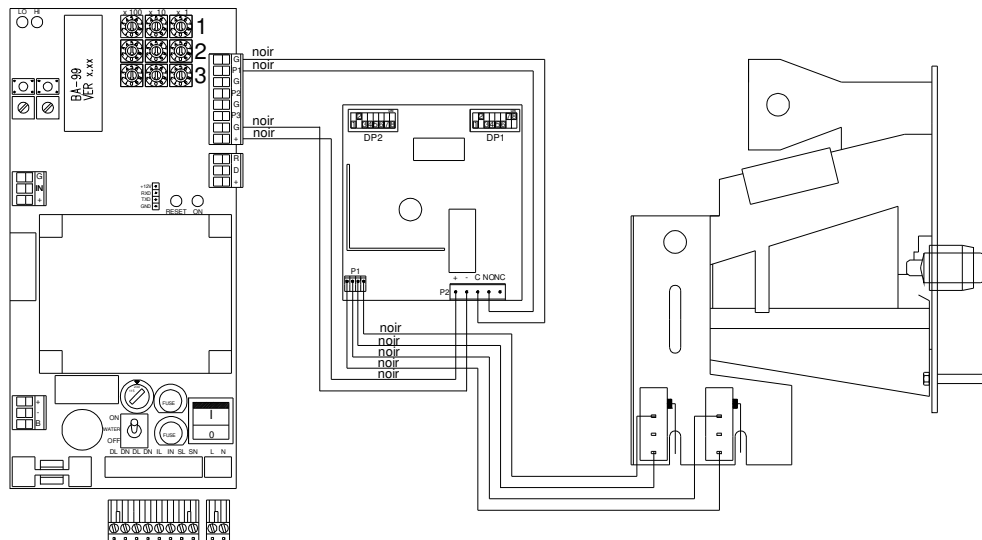 LO HI
x 100 x 10 x 1
1
2
3
BA-99
VER x.xx
G
P1
G
P2
G
P3
G
+
noir
noir
noir
noir
R
D
+
G
IN
+
+12V
RXD
TXD
GND
RESET ON
DP2
DP1
P1
+ - C NO NC
P2
noir
noir
noir
noir
+
-
B
ON
WATER
OFF
FUSE
FUSE
I
0
DL DN DL DN IL IN SL SN L N